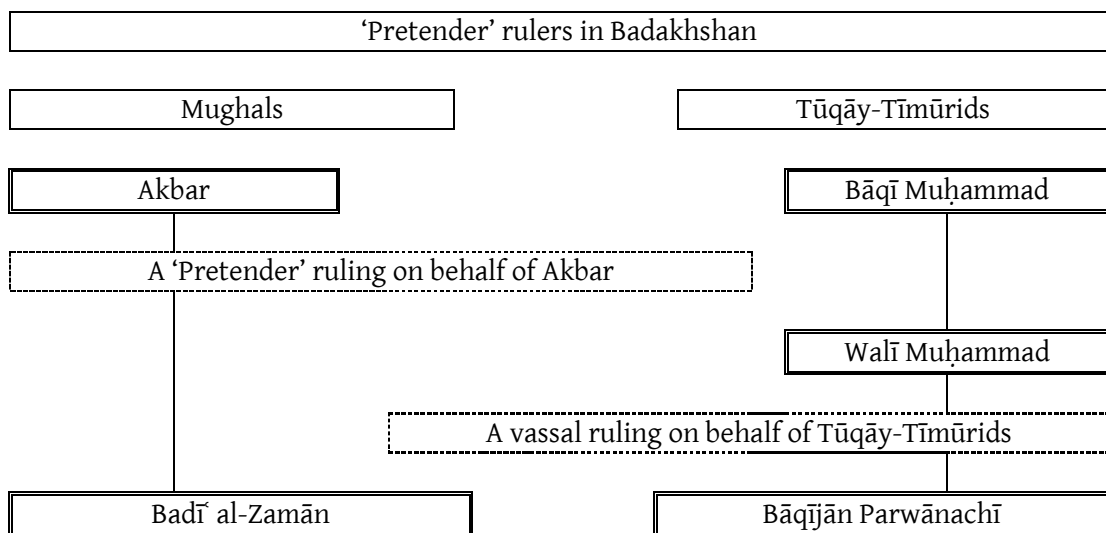 ‘Pretender’ rulers in Badakhshan
Mughals
Tūqāy-Tīmūrids
Akbar
Bāqī Muḥammad
A ‘Pretender’ ruling on behalf of Akbar
Walī Muḥammad
A vassal ruling on behalf of Tūqāy-Tīmūrids
Badīʿ al-Zamān
Bāqījān Parwānachī